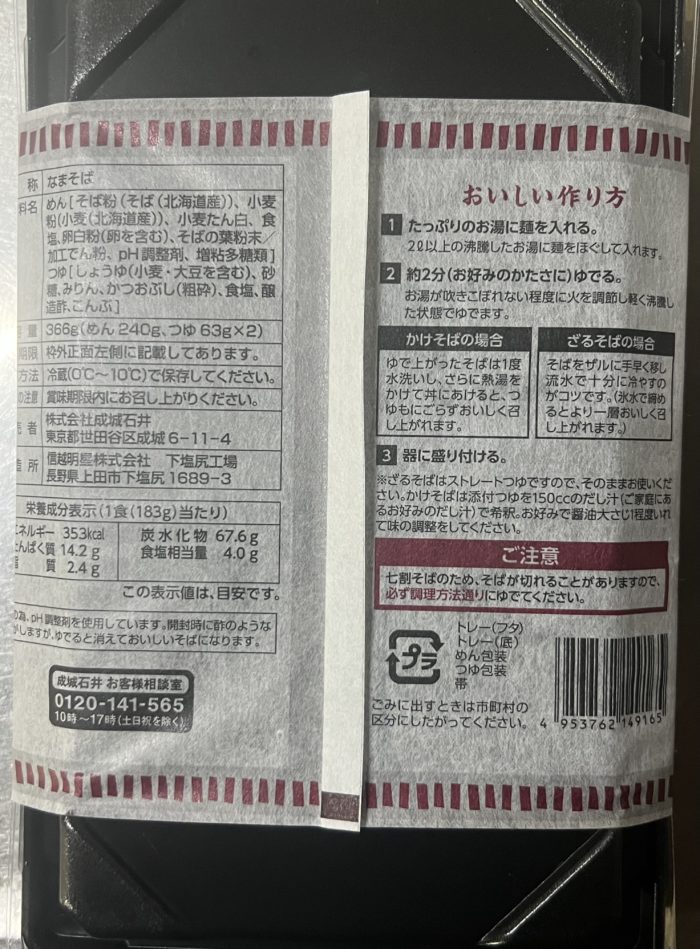 称 なまそば
料名 めん[そば粉(そば(北海道産))、小麦
粉(小麦(北海道産))、小麦たん白、食
塩、卵白粉(卵を含む)、そばの葉粉末/
加工でん粉、pH調整剤、増粘多糖類]
つゆ[しょうゆ(小麦・大豆を含む)、砂
糖、みりん、かつおぶし(粗砕)、食塩、醸
造酢、こんぶ]
量 366g(めん240g、つゆ63g×2)
期限 枠外正面左側に記載してあります。
方法 冷蔵(0℃〜10℃)で保存してください。
の注意 賞味期限内にお召し上がりください。
売者 株式会社成城石井
東京都世田谷区成城6-11-4
造所 信越明星株式会社 下塩尻工場
長野県上田市下塩尻1689-3
栄養成分表示(1食(183g)当たり)
エネルギー 353kcal 炭水化物 67.6g
たんぱく質 14.2g 食塩相当量 4.0g
脂質 2.4g
この表示値は、目安です。
の為、pH調整剤を使用しています。開封時に酢のような
がしますが、ゆでると消えておいしいそばになります。
成城石井 お客様相談室
0120-141-565
10時〜17時(土日祝を除く)
おいしい作り方
1 たっぷりのお湯に麺を入れる。
2ℓ以上の沸騰したお湯に麺をほぐして入れます。
2 約2分(お好みのかたさに)ゆでる。
お湯が吹きこぼれない程度に火を調節し軽く沸騰し
た状態でゆでます。
かけそばの場合
ゆで上がったそばは1度
水洗いし、さらに熱湯を
かけて丼にあけると、つ
ゆもにごらずおいしく召
し上がれます。
ざるそばの場合
そばをザルに手早く移し
流水で十分に冷やすの
がコツです。(氷水で締め
るとより一層おいしく召
し上がれます。)
3 器に盛り付ける。
※ざるそばはストレートつゆですので、そのままお使いくだ
さい。かけそばは添付つゆを150ccのだし汁(ご家庭にあ
るお好みのだし汁)で希釈。お好みで醤油大さじ1程度いれ
て味の調整をしてください。
ご注意
七割そばのため、そばが切れることがありますので、
必ず調理方法通りにゆでてください。
プラ
トレー(フタ)
トレー(底)
めん包装
つゆ包装
帯
ごみに出すときは市町村の
区分にしたがってください。
4 953762 149165